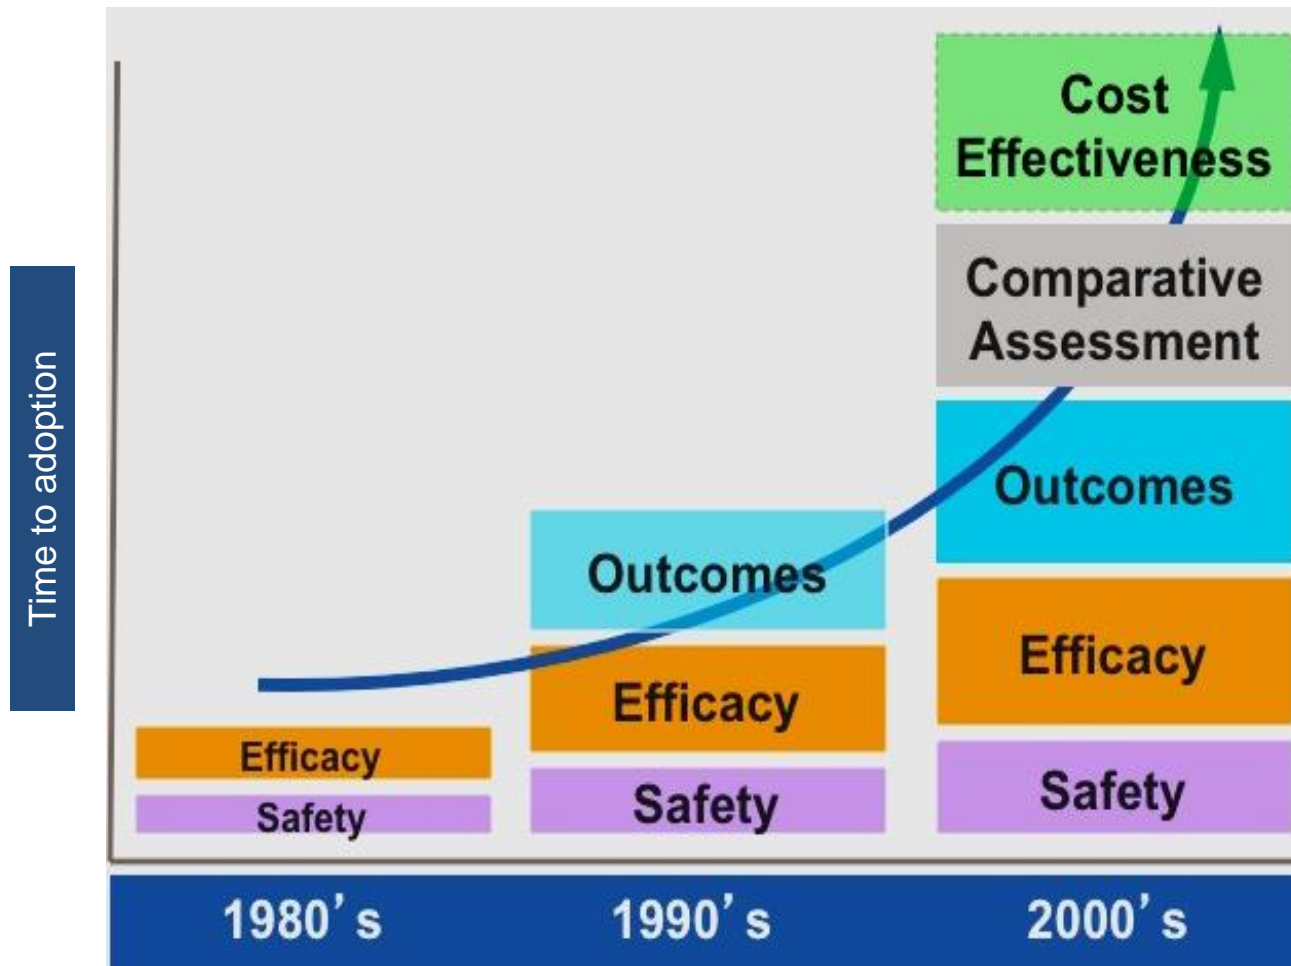 Time to adoption
Cost
Effectiveness
Comparative
Assessment
Outcomes
Efficacy
Safety
Outcomes
Efficacy
Safety
Efficacy
Safety
1980’s
1990’s
2000’s